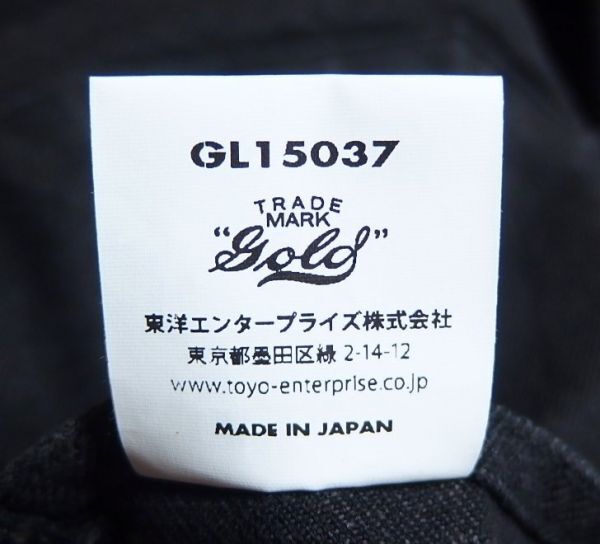 GL15037
TRADE
MARK
"Gold"
東洋エンタープライズ株式会社
東京都墨田区緑 2-14-12
www.toyo-enterprise.co.jp
MADE IN JAPAN